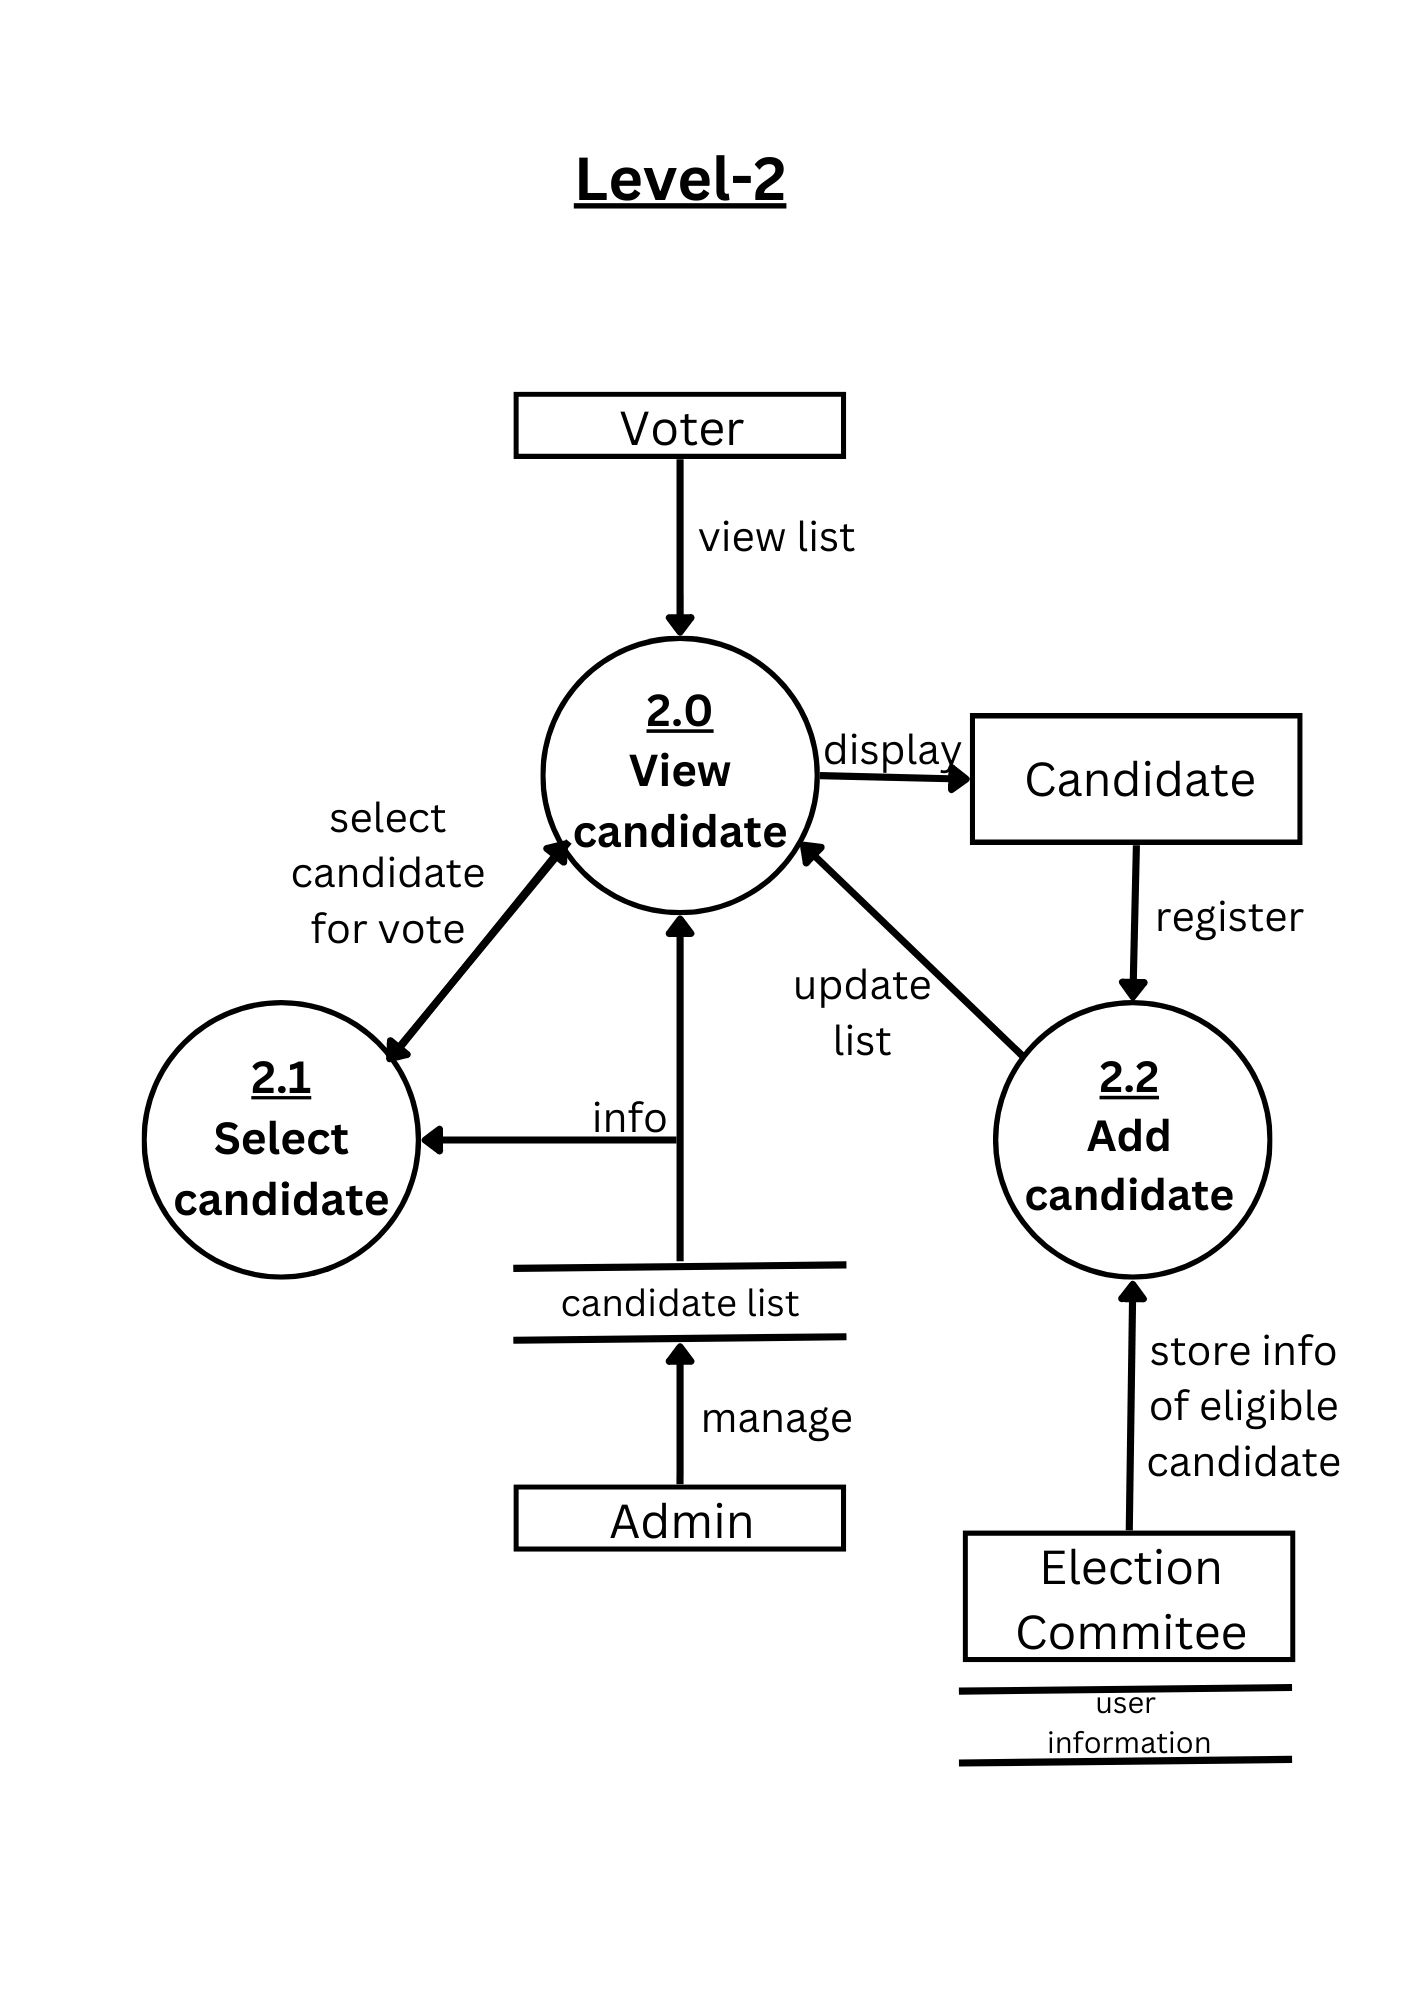 Level-2
Voter
view list
2.0
View
candidate
display
Candidate
select
candidate
for vote
register
update
list
2.1
Select
candidate
info
2.2
Add
candidate
candidate list
store info
of eligible
candidate
manage
Admin
Election
Commitee
user
information